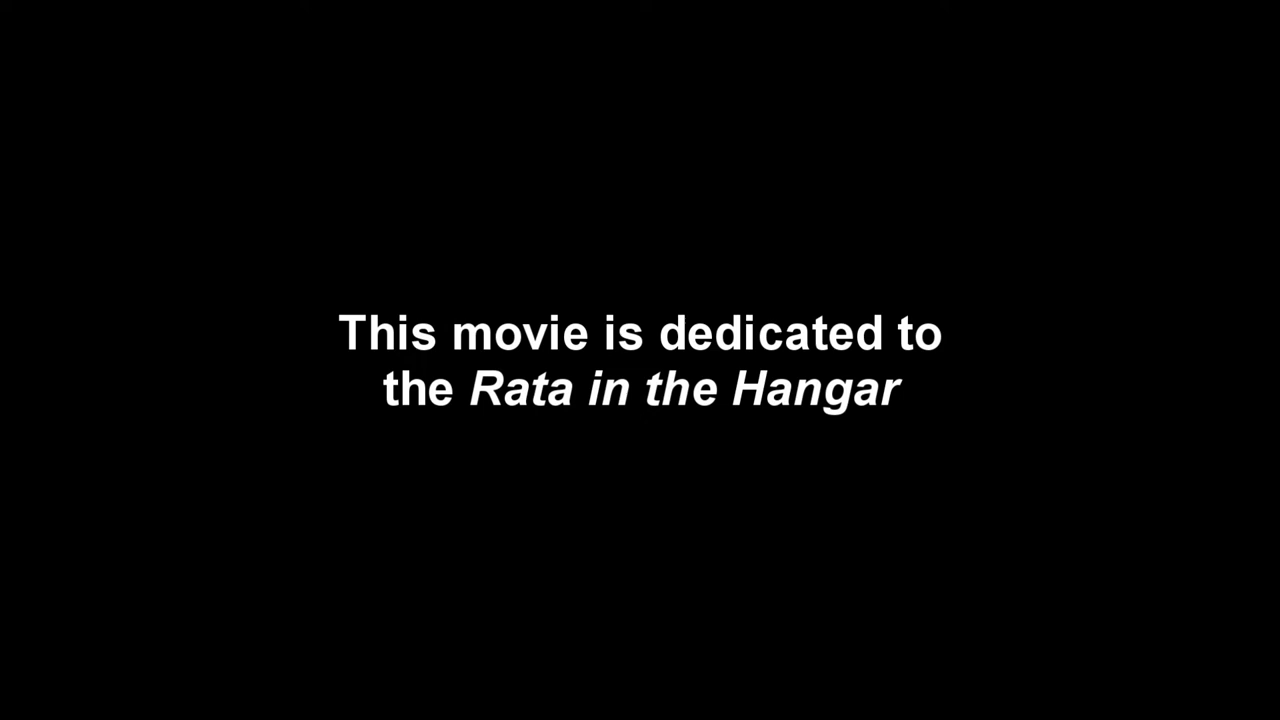 This movie is dedicated to
the Rata in the Hangar